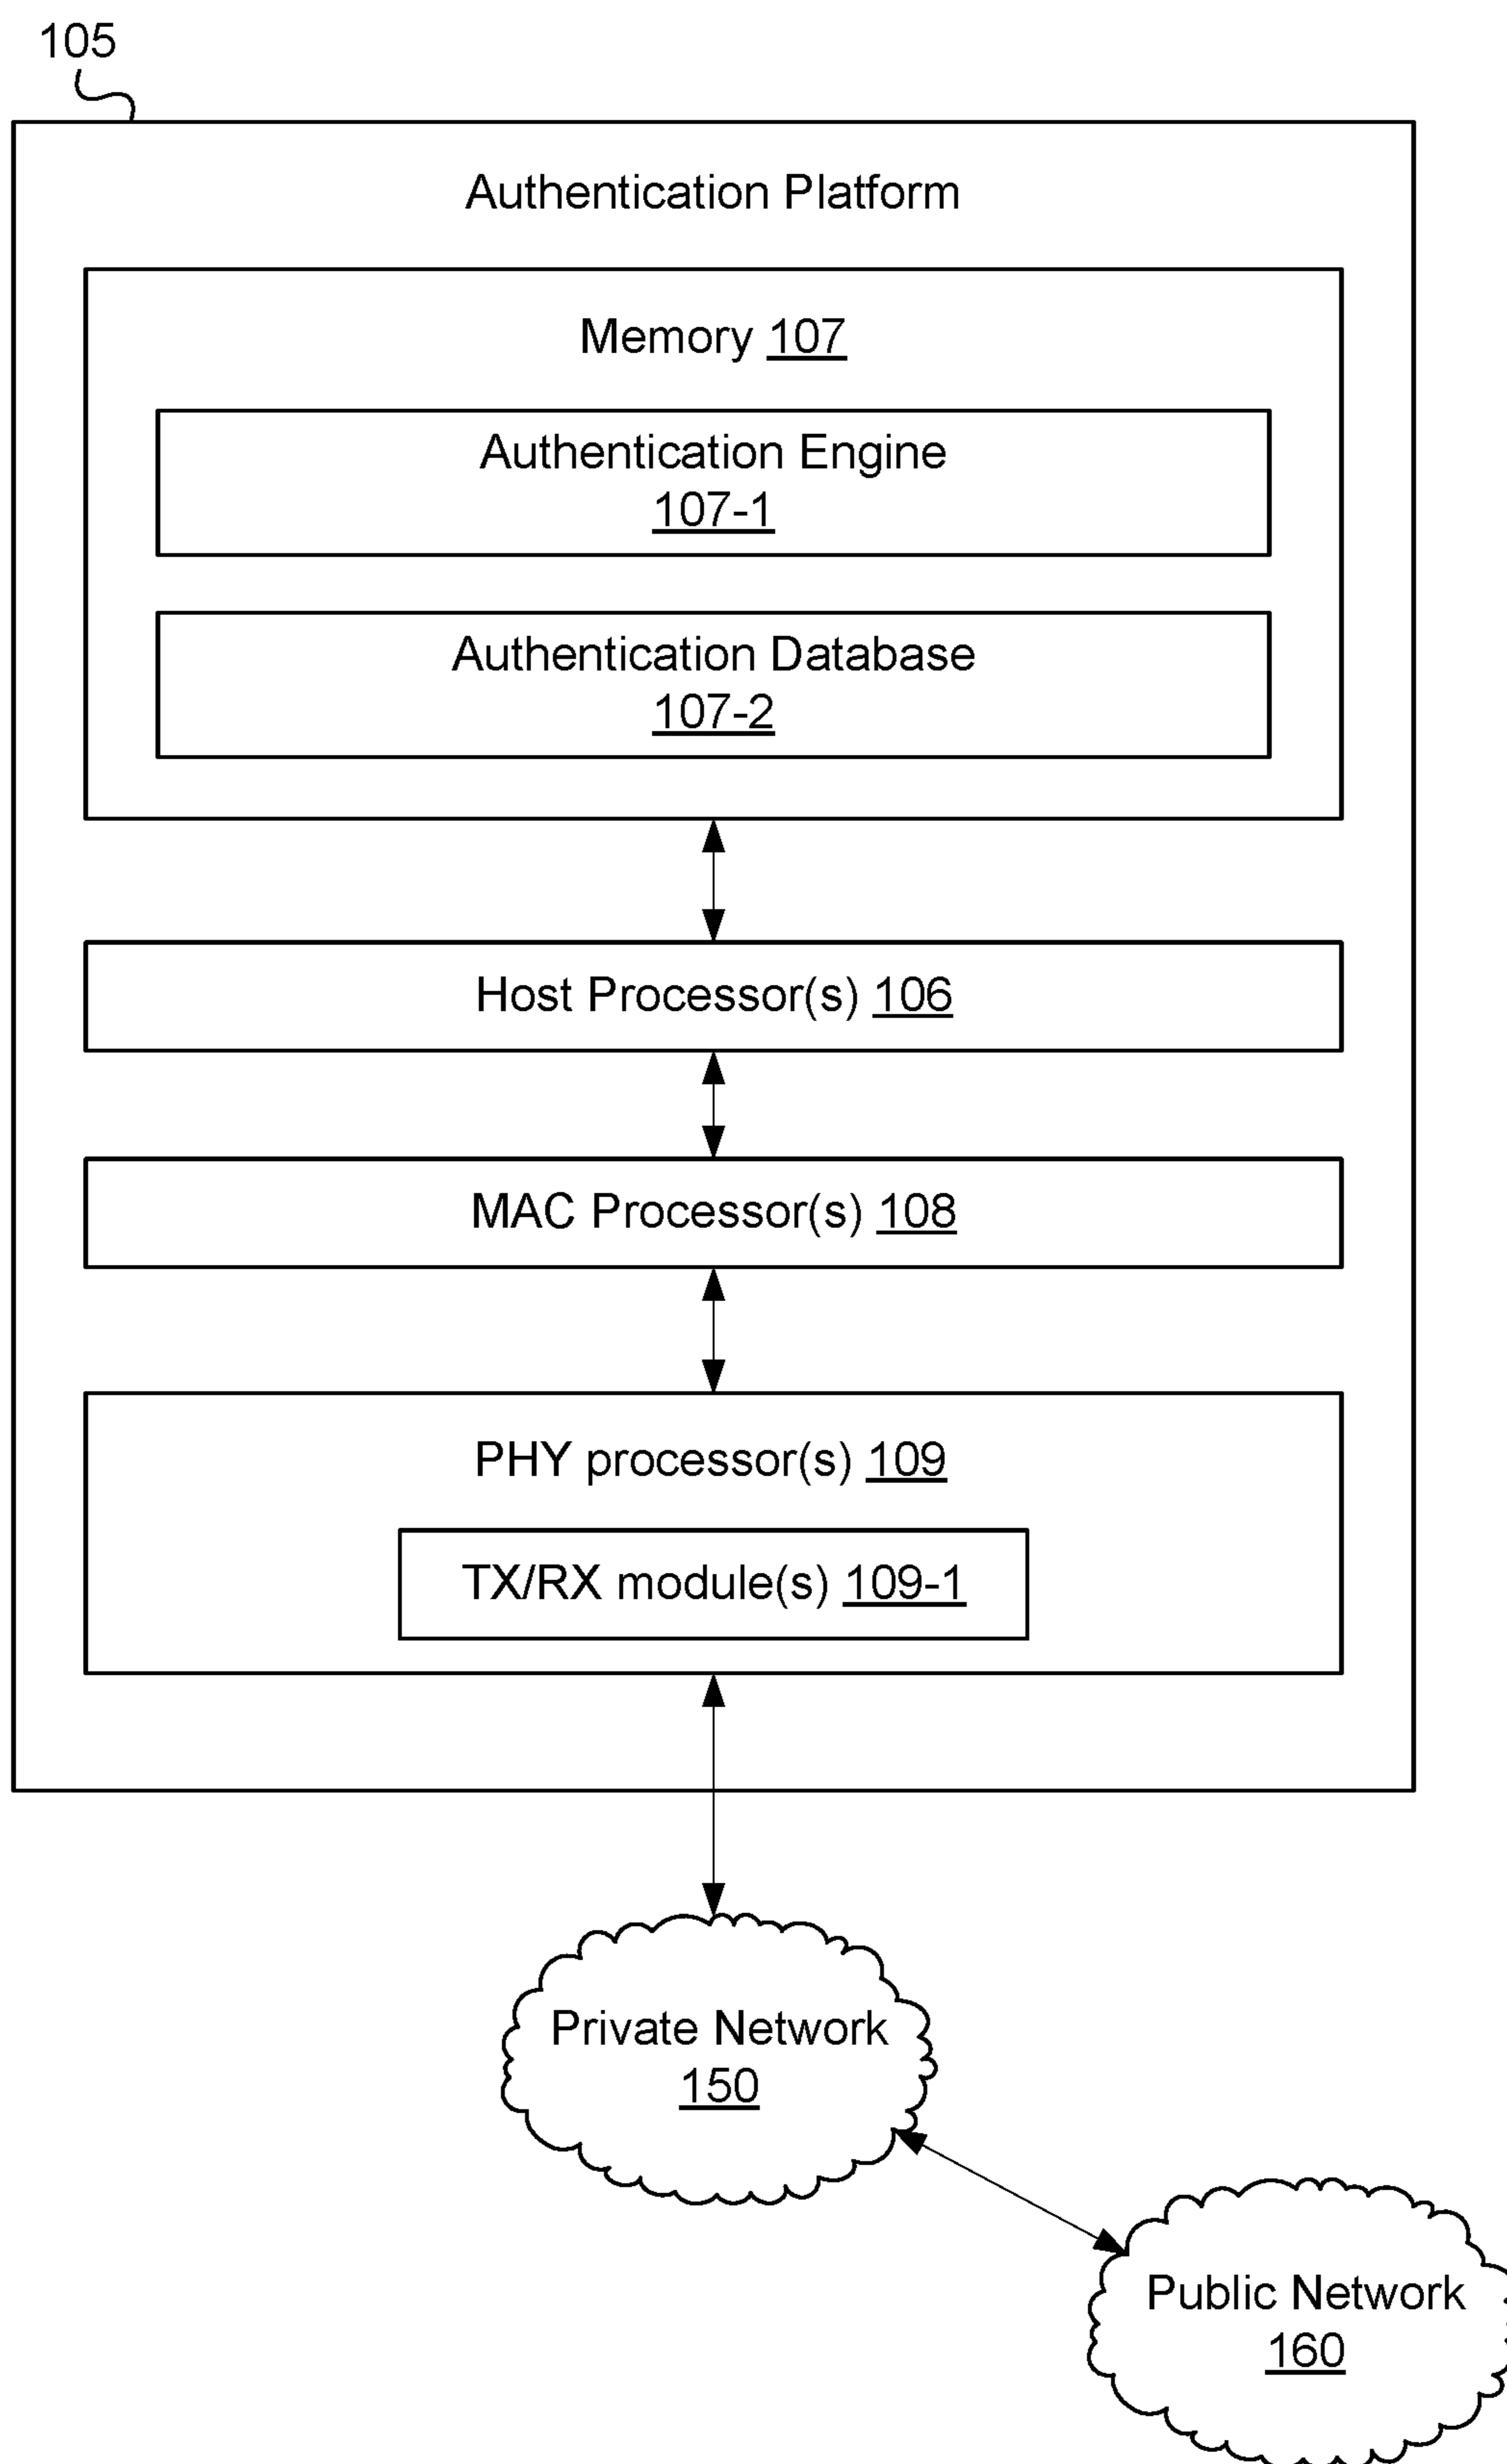 105
Authentication Platform
Memory 107
Authentication Engine
107-1
Authentication Database
107-2
Host Processor(s) 106
MAC Processor(s) 108
PHY processor(s) 109
TX/RX module(s) 109-1
Private Network
150
Public Network
160